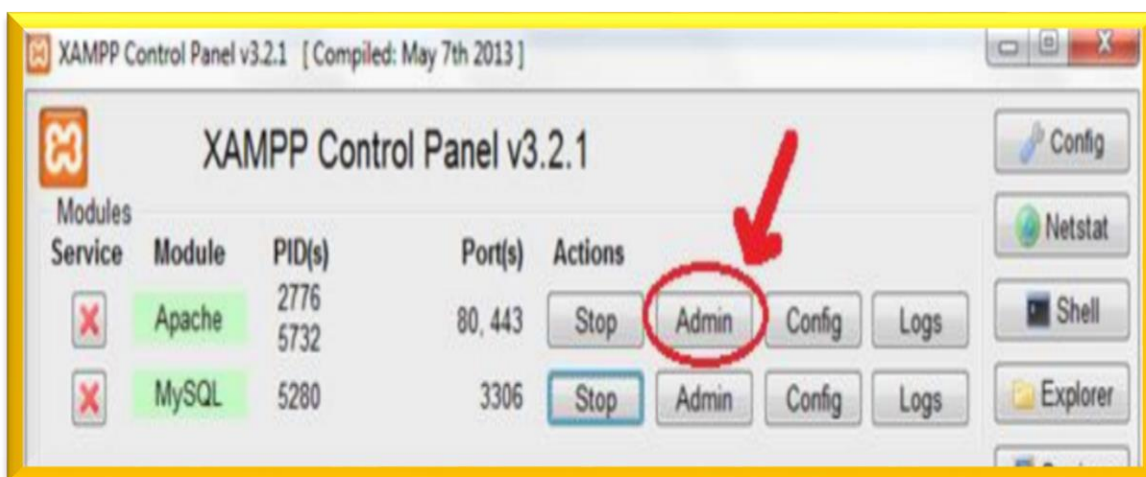 XAMPP Control Panel v3.2.1 [ Compiled: May 7th 2013 ]
XAMPP Control Panel v3.2.1
Config
Modules
Service Module PID(s) Port(s) Actions
Netstat
Apache 2776 5732 80, 443 Stop Admin Config Logs
Shell
MySQL 5280 3306 Stop Admin Config Logs
Explorer